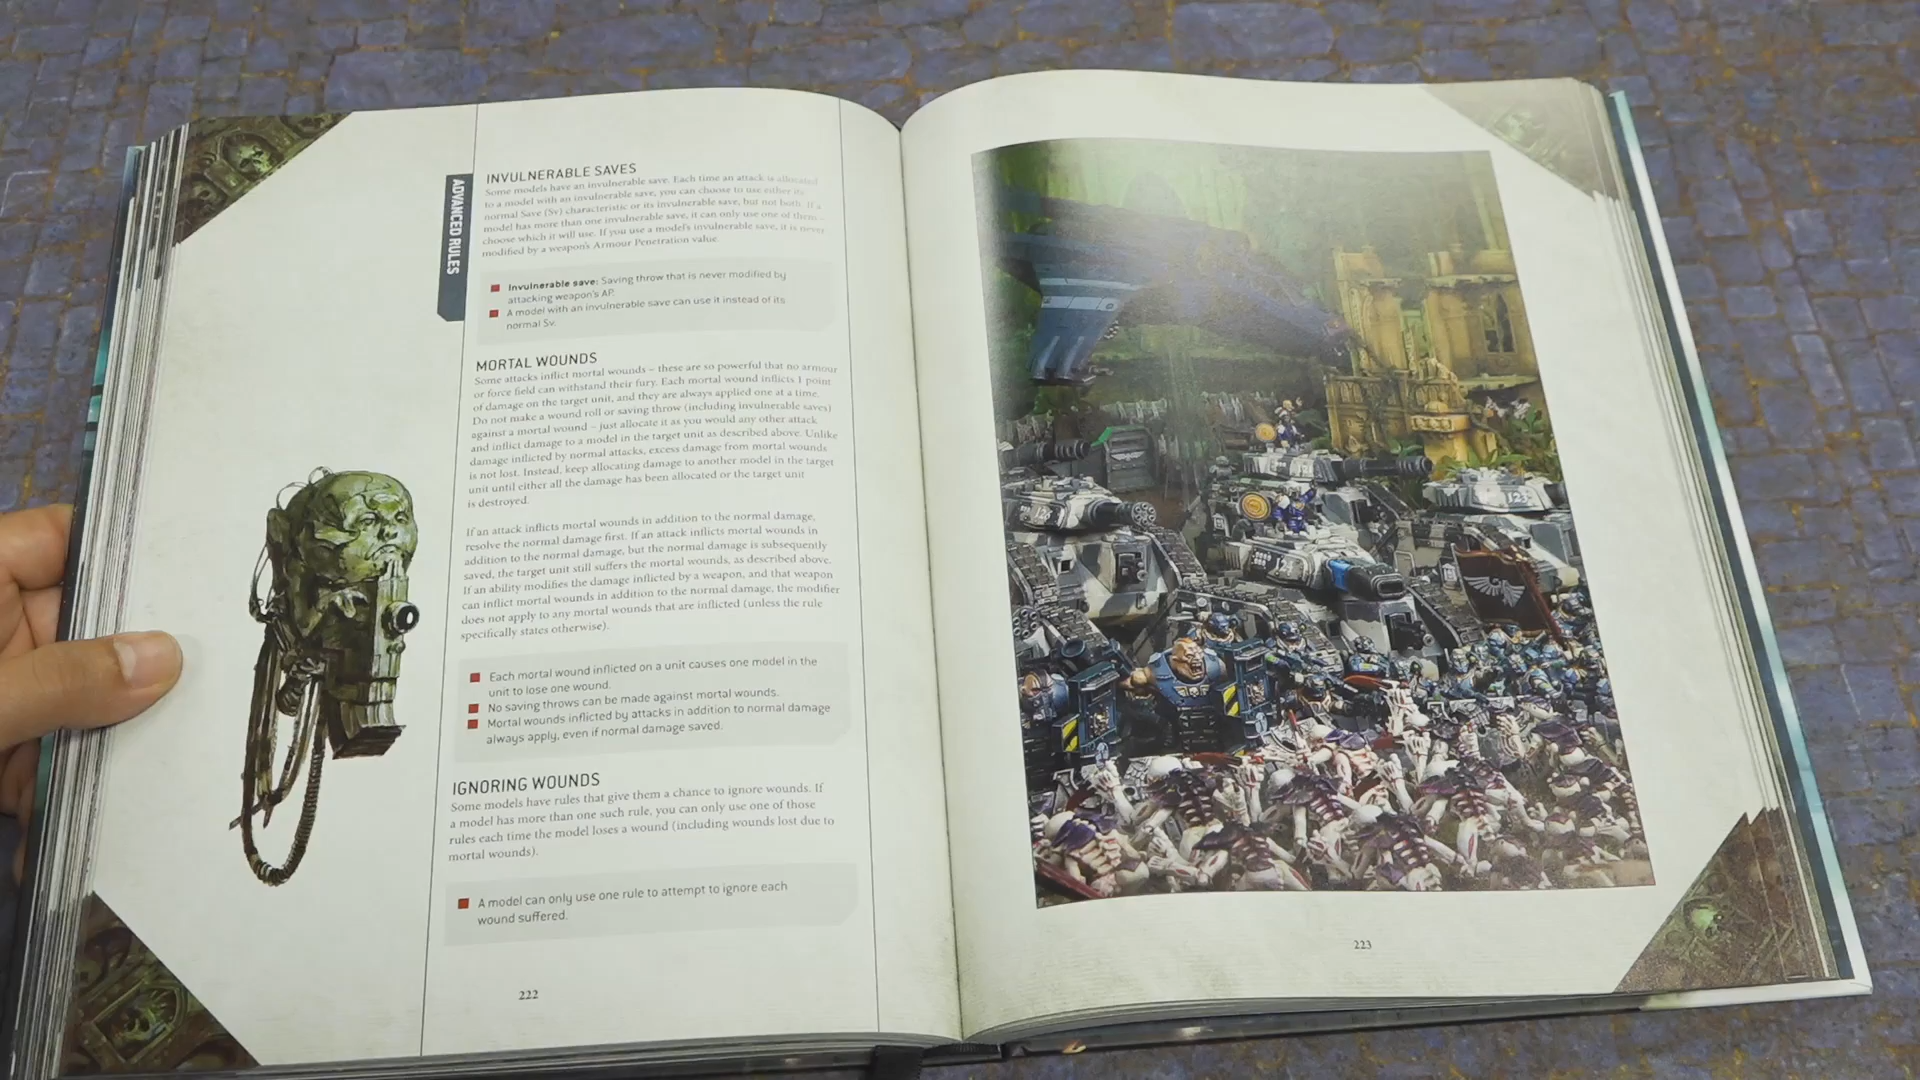 ADVANCED RULES
INVULNERABLE SAVES
Some models have an invulnerable save. Each time an attack is allocated
to a model with an invulnerable save, you can choose to use either its
normal Save (Sv) characteristic or its invulnerable save, but not both. If a
model has more than one invulnerable save, it can only use one of them –
choose which it will use. If you use a model's invulnerable save, it is never
modified by a weapon's Armour Penetration value.
Invulnerable save: Saving throw that is never modified by
attacking weapon's AP.
A model with an invulnerable save can use it instead of its
normal Sv.
MORTAL WOUNDS
Some attacks inflict mortal wounds – these are so powerful that no armour
or force field can withstand their fury. Each mortal wound inflicts 1 point
of damage on the target unit, and they are always applied one at a time.
Do not make a wound roll or saving throw (including invulnerable saves)
against a mortal wound – just allocate it as you would any other attack
and inflict damage to a model in the target unit as described above. Unlike
damage inflicted by normal attacks, excess damage from mortal wounds
is not lost. Instead, keep allocating damage to another model in the target
unit until either all the damage has been allocated or the target unit
is destroyed.
If an attack inflicts mortal wounds in addition to the normal damage,
resolve the normal damage first. If an attack inflicts mortal wounds in
addition to the normal damage, but the normal damage is subsequently
saved, the target unit still suffers the mortal wounds, as described above.
If an ability modifies the damage inflicted by a weapon, and that weapon
can inflict mortal wounds in addition to the normal damage, the modifier
does not apply to any mortal wounds that are inflicted (unless the rule
specifically states otherwise).
Each mortal wound inflicted on a unit causes one model in the
unit to lose one wound.
No saving throws can be made against mortal wounds.
Mortal wounds inflicted by attacks in addition to normal damage
always apply, even if normal damage saved.
IGNORING WOUNDS
Some models have rules that give them a chance to ignore wounds. If
a model has more than one such rule, you can only use one of those
rules each time the model loses a wound (including wounds lost due to
mortal wounds).
A model can only use one rule to attempt to ignore each
wound suffered.
222
223